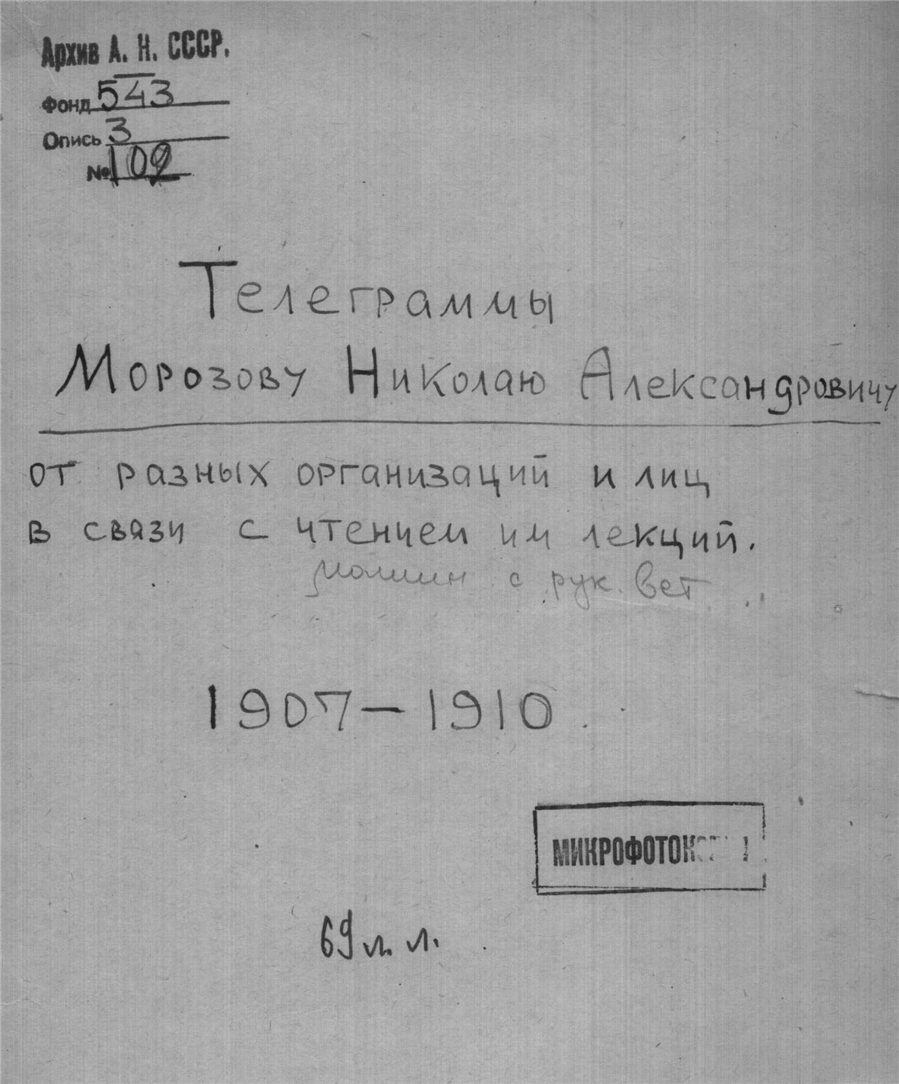 Архив А. Н. СССР.
Фонд 543
Опись 3
№ 102
Телеграммы
Морозову Николаю Александровичу
от разных организаций и лиц
в связи с чтением им лекций.
с рук.
1907–1910
69 л. л.